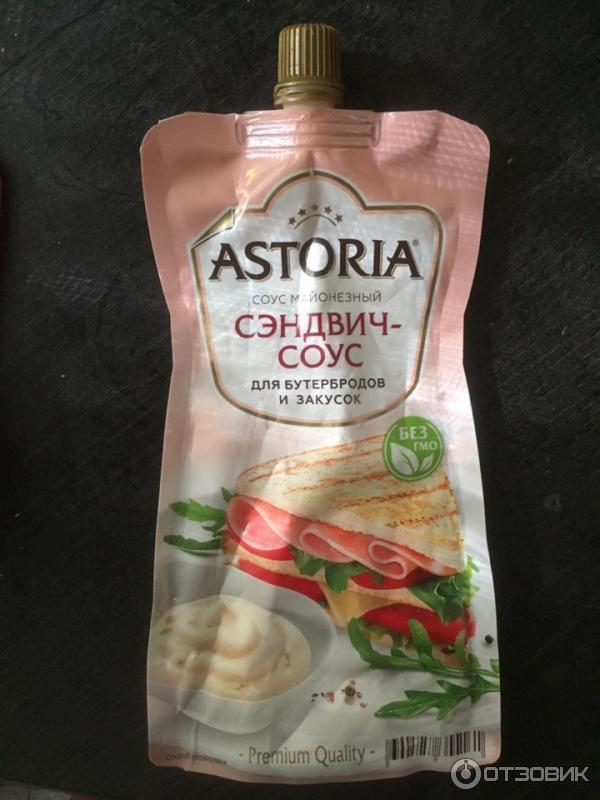 ASTORIA®
СОУС МАЙОНЕЗНЫЙ
СЭНДВИЧ-
СОУС
ДЛЯ БУТЕРБРОДОВ
И ЗАКУСОК
БЕЗ
ГМО
- Premium Quality -
ОТЗОВИК